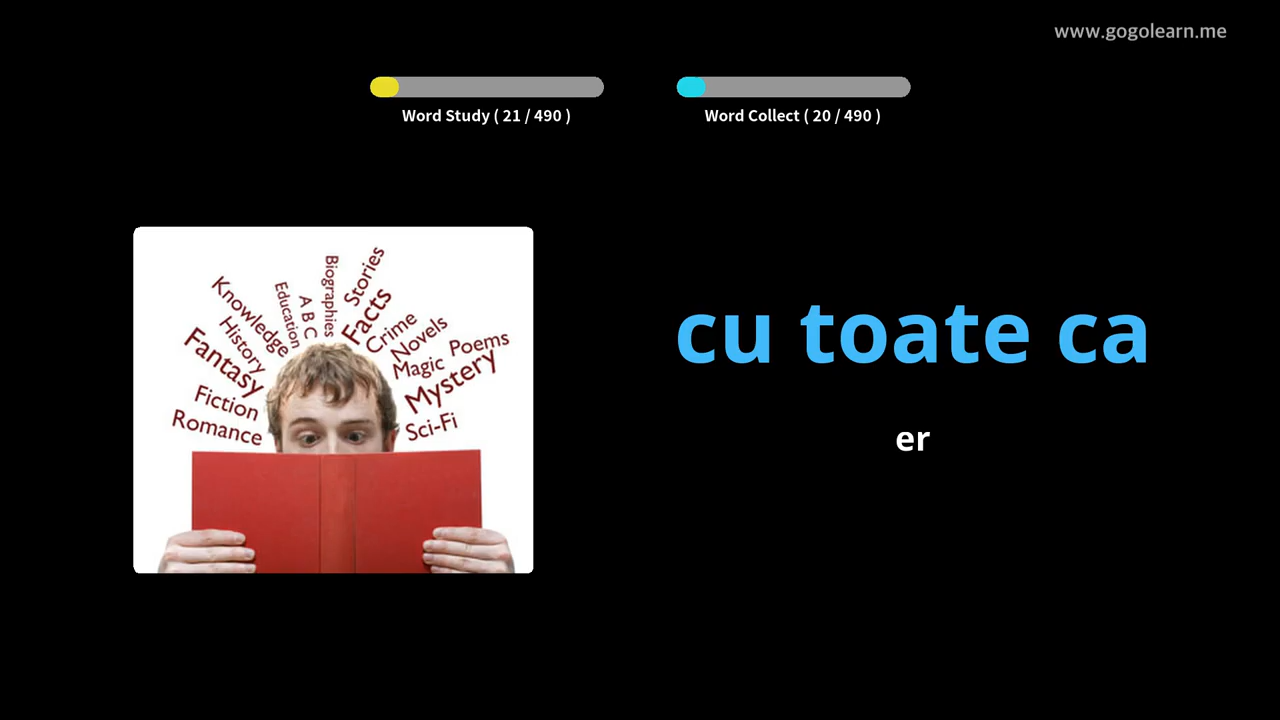 www.gogolearn.me
Word Study ( 21 / 490 )
Word Collect ( 20 / 490 )
cu toate ca
er
Knowledge
History
Fantasy
Fiction
Romance
Education
A B C
Biographies
Stories
Facts
Crime
Novels
Magic
Poems
Mystery
Sci-Fi